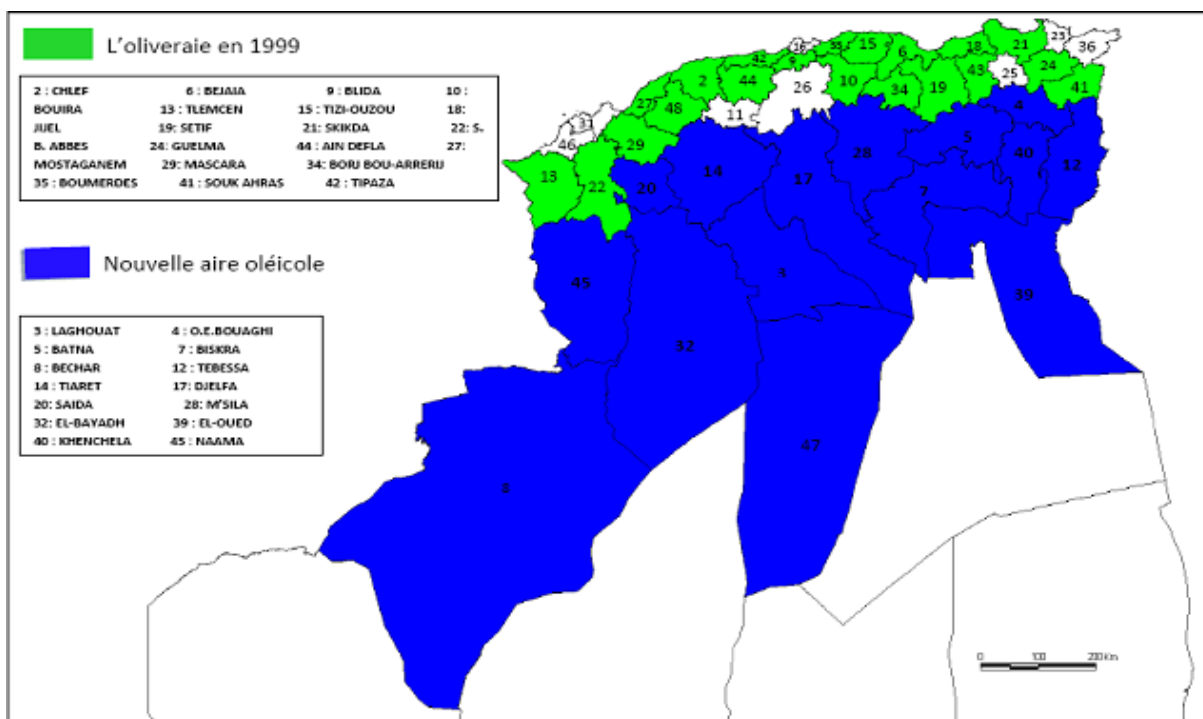 L'oliveraie en 1999
2 : CHLEF 6 : BEJAIA 9 : BLIDA 10 :
BOUIRA 13 : TLEMCEN 15 : TIZI-OUZOU 18:
JIJEL 19: SETIF 21: SKIKDA 22: S.
B. ABBES 24: GUELMA 44 : AIN DEFLA 27:
MOSTAGANEM 29: MASCARA 34: BORJ BOU-ARRERIJ
35 : BOUMERDES 41 : SOUK AHRAS 42 : TIPAZA
Nouvelle aire oléicole
3 : LAGHOUAT 4 : O.E.BOUAGHI
5 : BATNA 7 : BISKRA
8 : BECHAR 12 : TEBESSA
14 : TIARET 17: DJELFA
20: SAIDA 28: M'SILA
32: EL-BAYADH 39 : EL-OUED
40 : KHENCHELA 45 : NAAMA
23
36
21
18
15
35
16
42
9
6
24
43
25
41
2
44
26
10
34
19
4
27
48
11
31
46
29
5
40
12
28
14
17
20
13
22
7
3
45
39
32
47
8
0 100 200 Km